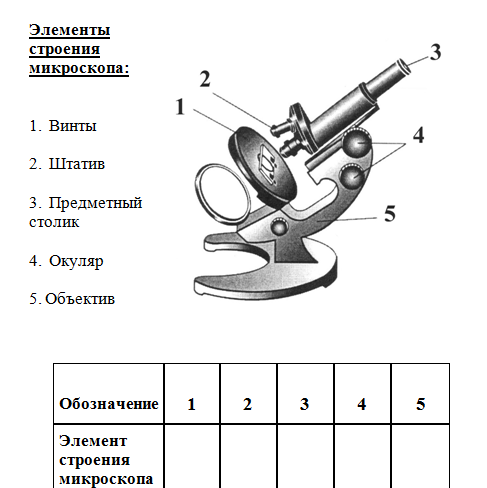 Элементы
строения
микроскопа:
1. Винты
2. Штатив
3. Предметный
столик
4. Окуляр
5. Объектив
1
2
3
4
5
Обозначение 1 2 3 4 5
Элемент
строения
микроскопа